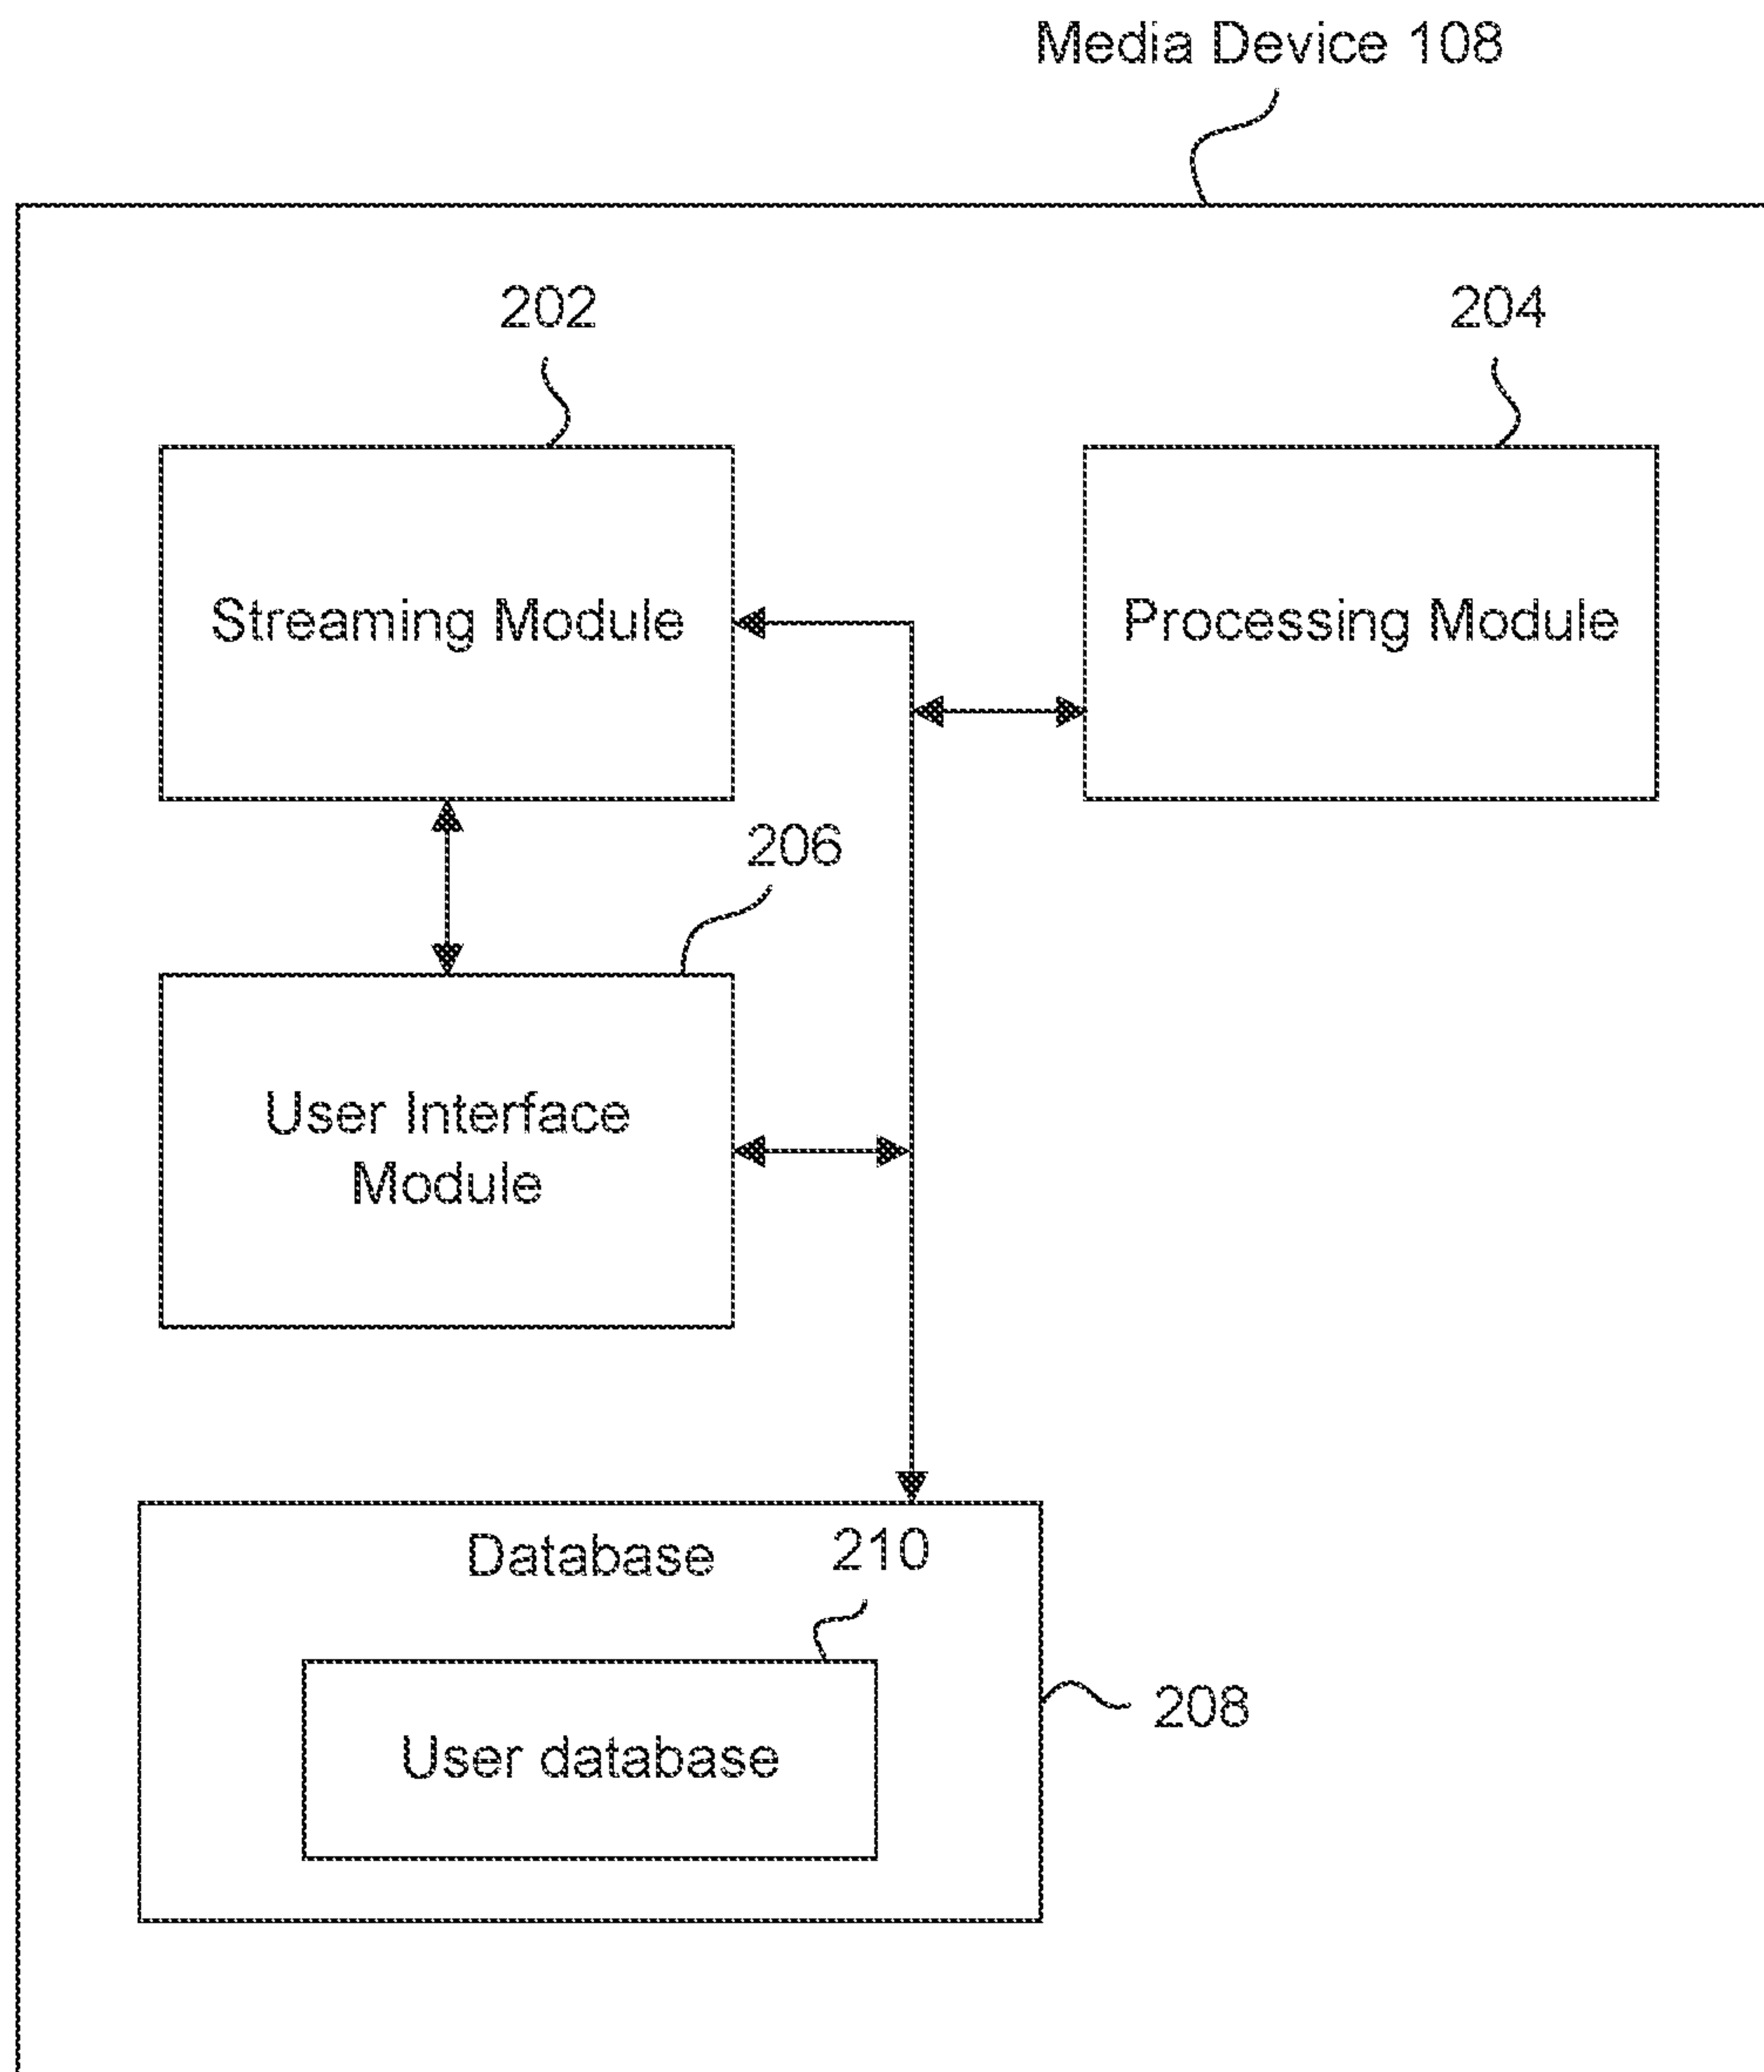 Media Device 108
202
204
Streaming Module
Processing Module
206
User Interface
Module
Database
210
User database
208